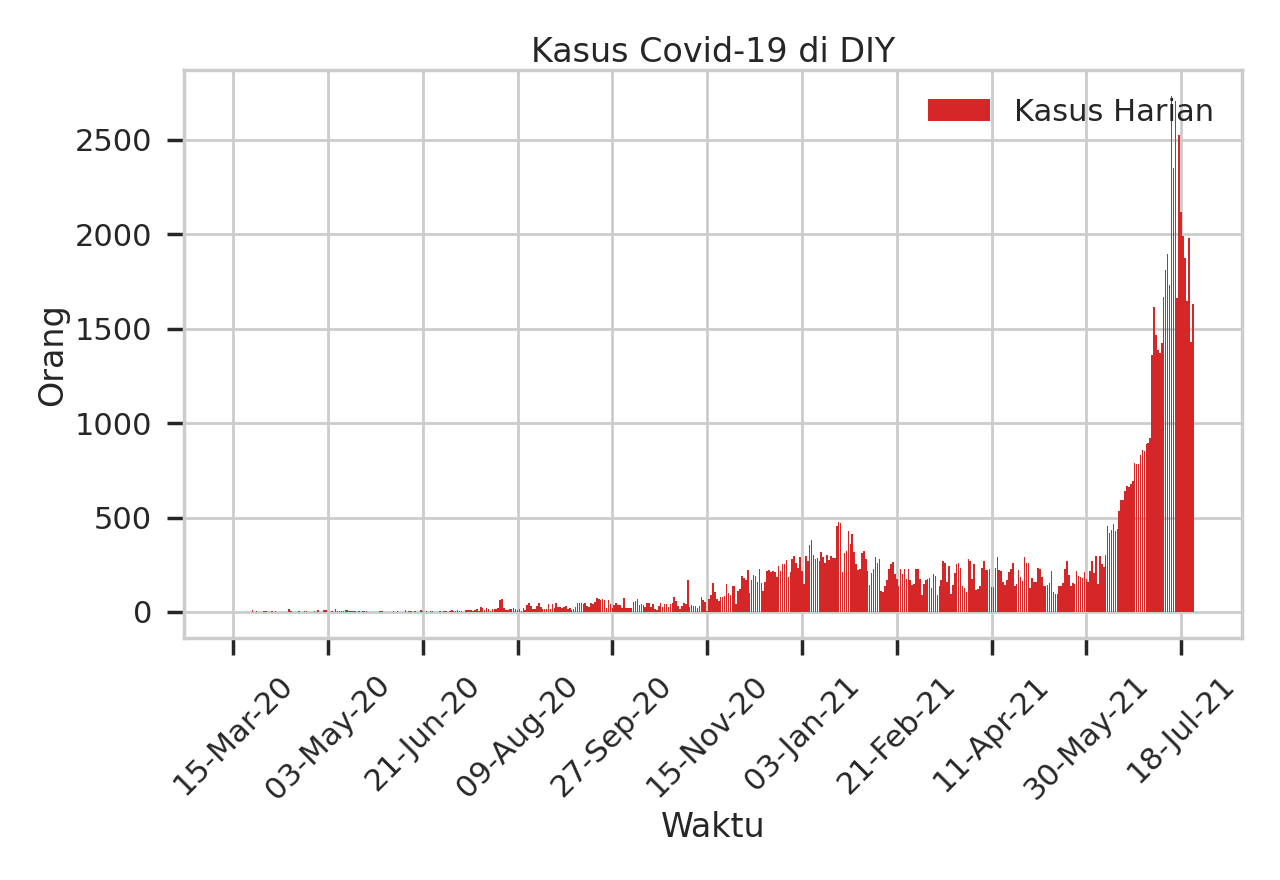 Kasus Covid-19 di DIY
Kasus Harian
2500
2000
1500
1000
500
0
Orang
15-Mar-20
03-May-20
21-Jun-20
09-Aug-20
27-Sep-20
15-Nov-20
03-Jan-21
21-Feb-21
11-Apr-21
30-May-21
18-Jul-21
Waktu